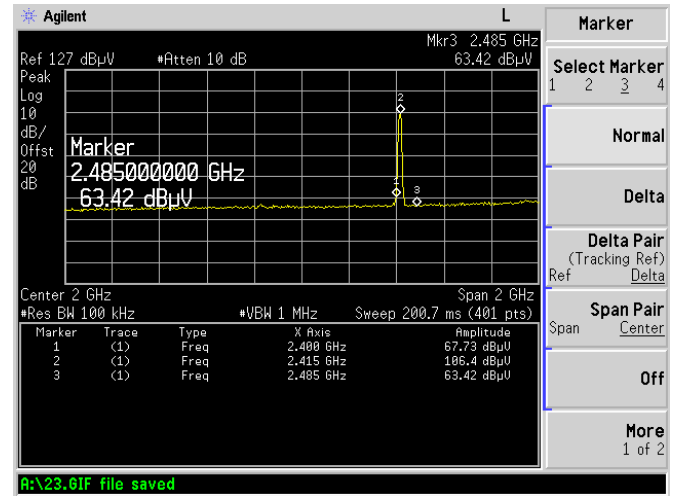 Agilent L
Mkr3 2.485 GHz
Ref 127 dBµV #Atten 10 dB 63.42 dBµV
Peak
Log
10
dB/
Offst
20
dB
2
1
3
Marker
2.485000000 GHz
63.42 dBµV
Center 2 GHz Span 2 GHz
#Res BW 100 kHz #VBW 1 MHz Sweep 200.7 ms (401 pts)
Marker Trace Type X Axis Amplitude
1 (1) Freq 2.400 GHz 67.73 dBµV
2 (1) Freq 2.415 GHz 106.4 dBµV
3 (1) Freq 2.485 GHz 63.42 dBµV
A:\23.GIF file saved
Marker
Select Marker
1 2 3 4
Normal
Delta
Delta Pair
(Tracking Ref)
Ref Delta
Span Pair
Span Center
Off
More
1 of 2